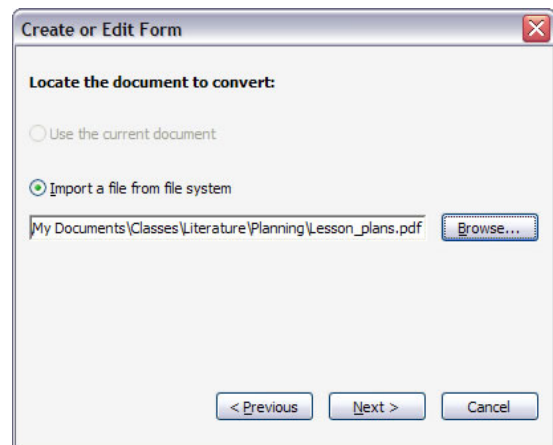 Create or Edit Form
Locate the document to convert:
Use the current document
Import a file from file system
My Documents\Classes\Literature\Planning\Lesson_plans.pdf Browse...
< Previous Next > Cancel